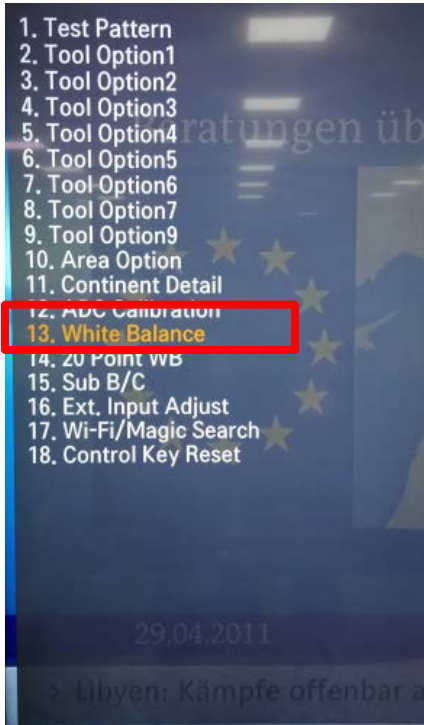 1. Test Pattern
2. Tool Option1
3. Tool Option2
4. Tool Option3
5. Tool Option4
6. Tool Option5
7. Tool Option6
8. Tool Option7
9. Tool Option9
10. Area Option
11. Continent Detail
12. ADC Calibration
13. White Balance
14. 20 Point WB
15. Sub B/C
16. Ext. Input Adjust
17. Wi-Fi/Magic Search
18. Control Key Reset
ratungen üb
29.04.2011
> Libyen: Kämpfe offenbar a